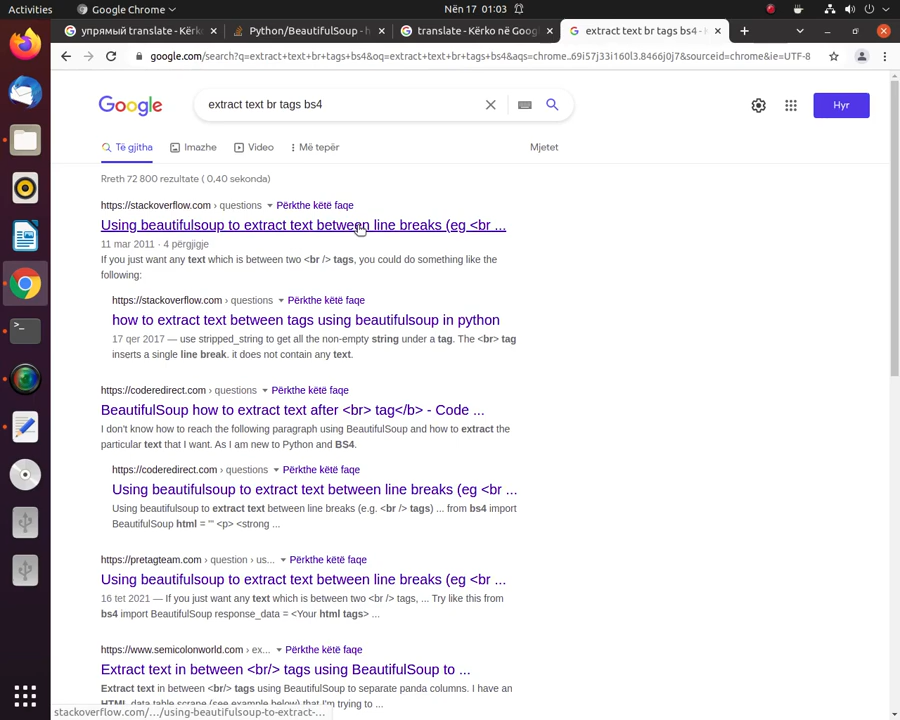 Activities
Google Chrome
Nën 17 01:03
упрямый translate - Kërk
Python/BeautifulSoup - h
translate - Kërko në Goog
extract text br tags bs4 -
google.com/search?q=extract+text+br+tags+bs4&oq=extract+text+br+tags+bs4&aqs=chrome..69i57j33i160l3.8466j0j7&sourceid=chrome&ie=UTF-8
Google
extract text br tags bs4
Hyr
Të gjitha
Imazhe
Video
Më tepër
Mjetet
Rreth 72 800 rezultate ( 0,40 sekonda)
https://stackoverflow.com › questions Përkthe këtë faqe
Using beautifulsoup to extract text between line breaks (eg <br ...
11 mar 2011 · 4 përgjigje
If you just want any text which is between two <br /> tags, you could do something like the
following:
https://stackoverflow.com › questions Përkthe këtë faqe
how to extract text between tags using beautifulsoup in python
17 qer 2017 — use stripped_string to get all the non-empty string under a tag. The <br> tag
inserts a single line break. it does not contain any text.
https://coderedirect.com › questions Përkthe këtë faqe
BeautifulSoup how to extract text after <br> tag</b> - Code ...
I don't know how to reach the following paragraph using BeautifulSoup and how to extract the
particular text that I want. As I am new to Python and BS4.
https://coderedirect.com › questions Përkthe këtë faqe
Using beautifulsoup to extract text between line breaks (eg <br ...
Using beautifulsoup to extract text between line breaks (e.g. <br /> tags) ... from bs4 import
BeautifulSoup html = ''' <p> <strong ...
https://pretagteam.com › question › us... Përkthe këtë faqe
Using beautifulsoup to extract text between line breaks (eg <br ...
16 tet 2021 — If you just want any text which is between two <br /> tags, ... Try like this from
bs4 import BeautifulSoup response_data = <Your html tags> ...
https://www.semicolonworld.com › ex... Përkthe këtë faqe
Extract text in between <br/> tags using BeautifulSoup to ...
Extract text in between <br/> tags using BeautifulSoup to separate panda columns. I have an
HTML data table scrape (see example below) that I'm trying to ...
stackoverflow.com/.../using-beautifulsoup-to-extract-...